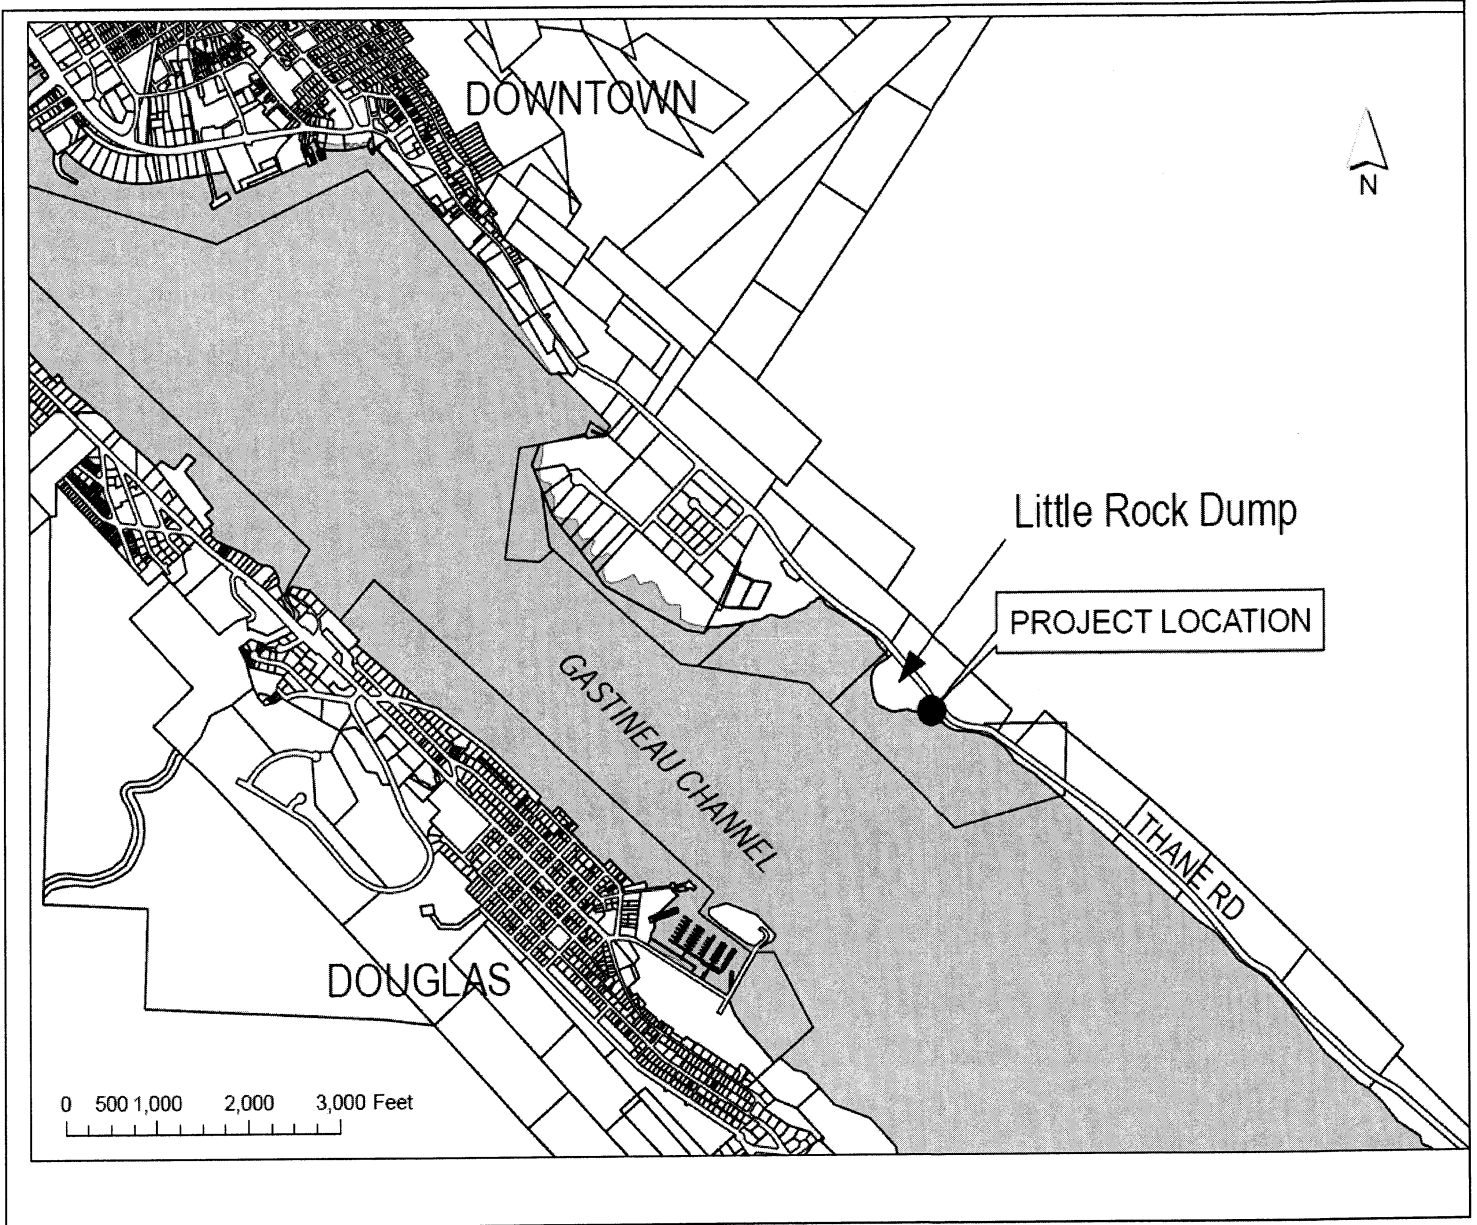 DOWNTOWN
N
Little Rock Dump
PROJECT LOCATION
GASTINEAU CHANNEL
THANE RD
DOUGLAS
0 500 1,000 2,000 3,000 Feet